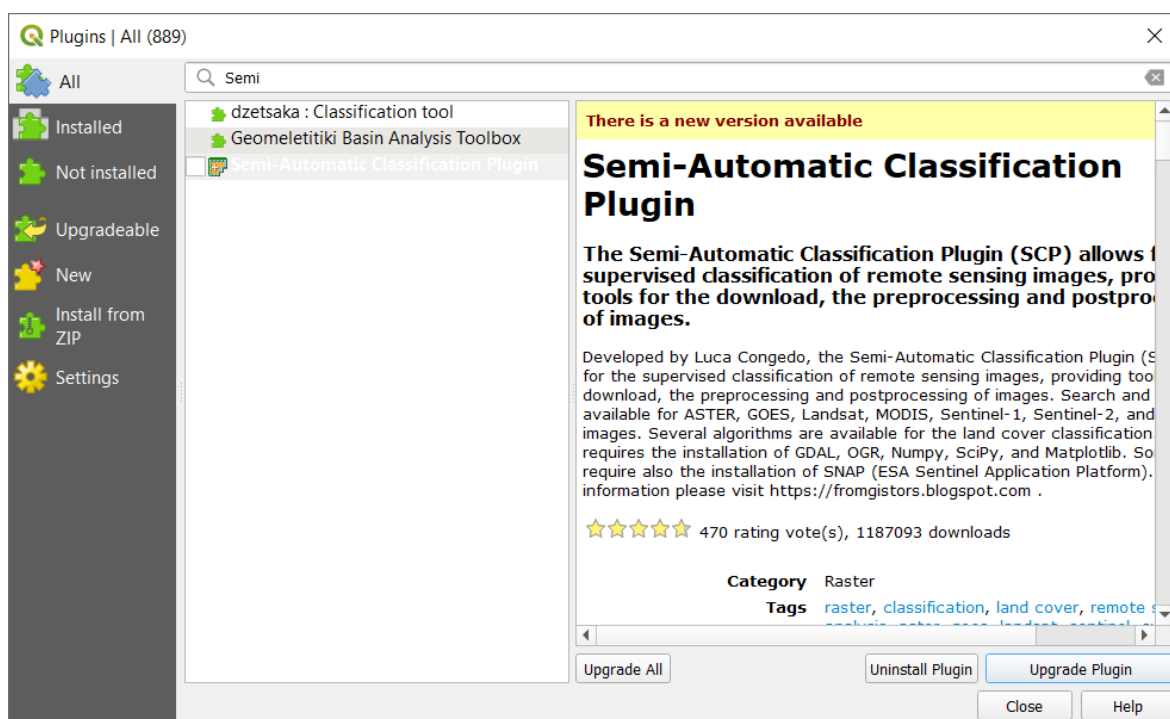 Plugins | All (889)
All
Semi
Installed
Not installed
Upgradeable
New
Install from
ZIP
Settings
dzetsaka : Classification tool
Geomeletitiki Basin Analysis Toolbox
Semi-Automatic Classification Plugin
There is a new version available
Semi-Automatic Classification
Plugin
The Semi-Automatic Classification Plugin (SCP) allows f
supervised classification of remote sensing images, pro
tools for the download, the preprocessing and postpro
of images.
Developed by Luca Congedo, the Semi-Automatic Classification Plugin (S
for the supervised classification of remote sensing images, providing too
download, the preprocessing and postprocessing of images. Search and
available for ASTER, GOES, Landsat, MODIS, Sentinel-1, Sentinel-2, and
images. Several algorithms are available for the land cover classification.
requires the installation of GDAL, OGR, Numpy, SciPy, and Matplotlib. So
require also the installation of SNAP (ESA Sentinel Application Platform).
information please visit https://fromgistors.blogspot.com .
470 rating vote(s), 1187093 downloads
Category Raster
Tags raster, classification, land cover, remote s
Upgrade All
Uninstall Plugin
Upgrade Plugin
Close
Help